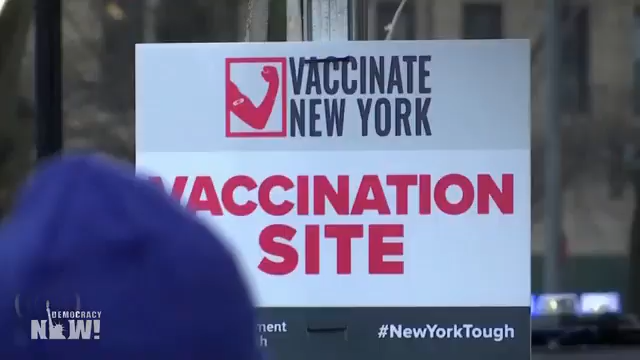 VACCINATE
NEW YORK
VACCINATION
SITE
#NewYorkTough
DEMOCRACY
NOW!